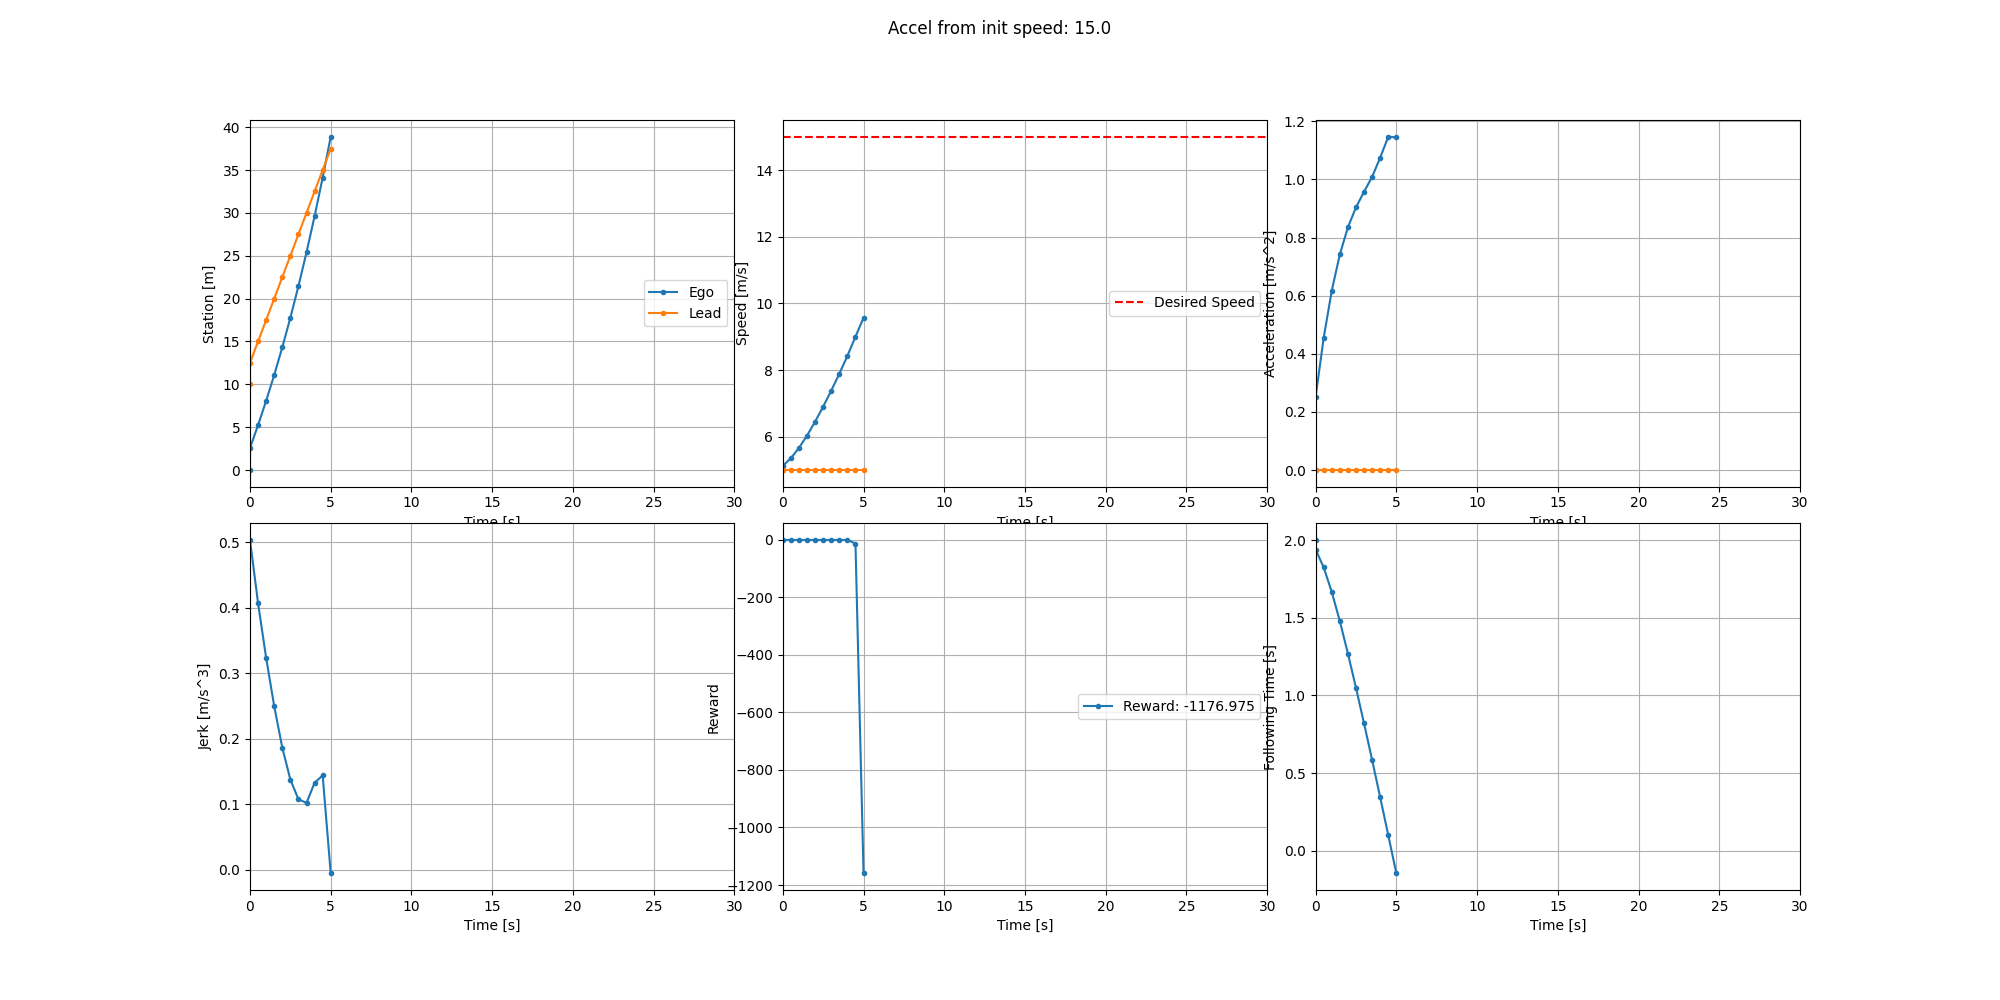 Accel from init speed: 15.0
40
35
30
25
20
15
10
5
0
Station [m]
Ego
Lead
0 5 10 15 20 25 30
Time [s]
14
12
10
8
6
Speed [m/s]
Desired Speed
0 5 10 15 20 25 30
Time [s]
1.2
1.0
0.8
0.6
0.4
0.2
0.0
Acceleration [m/s^2]
0 5 10 15 20 25 30
Time [s]
0.5
0.4
0.3
0.2
0.1
0.0
Jerk [m/s^3]
0 5 10 15 20 25 30
Time [s]
0
−200
−400
−600
−800
−1000
−1200
Reward
Reward: -1176.975
0 5 10 15 20 25 30
Time [s]
2.0
1.5
1.0
0.5
0.0
Following Time [s]
0 5 10 15 20 25 30
Time [s]